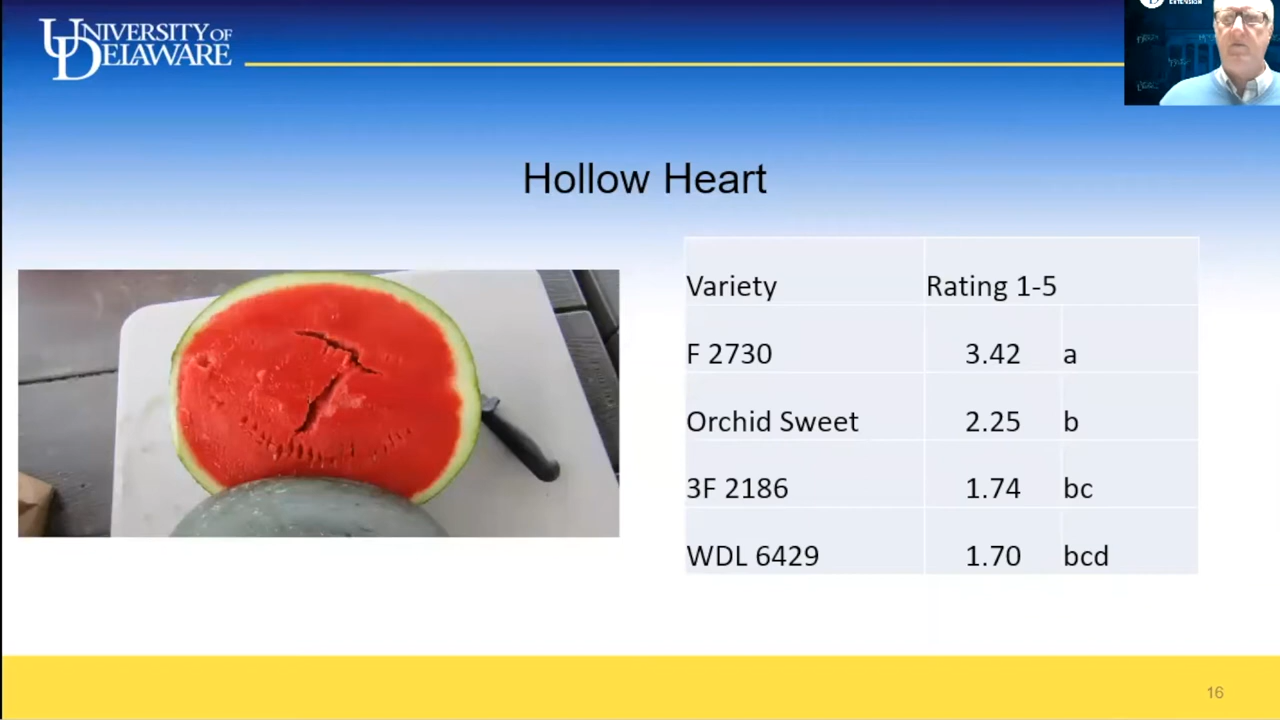 UNIVERSITY OF
DELAWARE
EXTENSION
Hollow Heart
Variety Rating 1-5
F 2730 3.42 a
Orchid Sweet 2.25 b
3F 2186 1.74 bc
WDL 6429 1.70 bcd
16